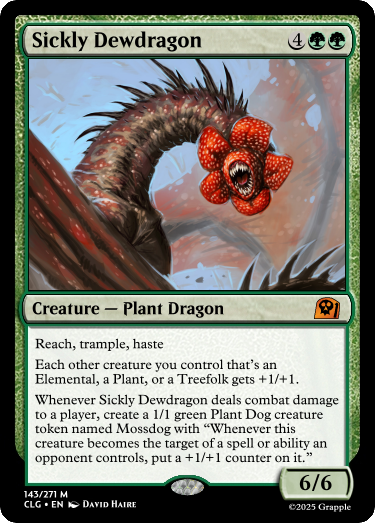 Sickly Dewdragon 4
Creature — Plant Dragon
Reach, trample, haste
Each other creature you control that's an
Elemental, a Plant, or a Treefolk gets +1/+1.
Whenever Sickly Dewdragon deals combat damage
to a player, create a 1/1 green Plant Dog creature
token named Mossdog with “Whenever this
creature becomes the target of a spell or ability an
opponent controls, put a +1/+1 counter on it.”
6/6
143/271 M
CLG • EN David Haire
©2025 Grapple